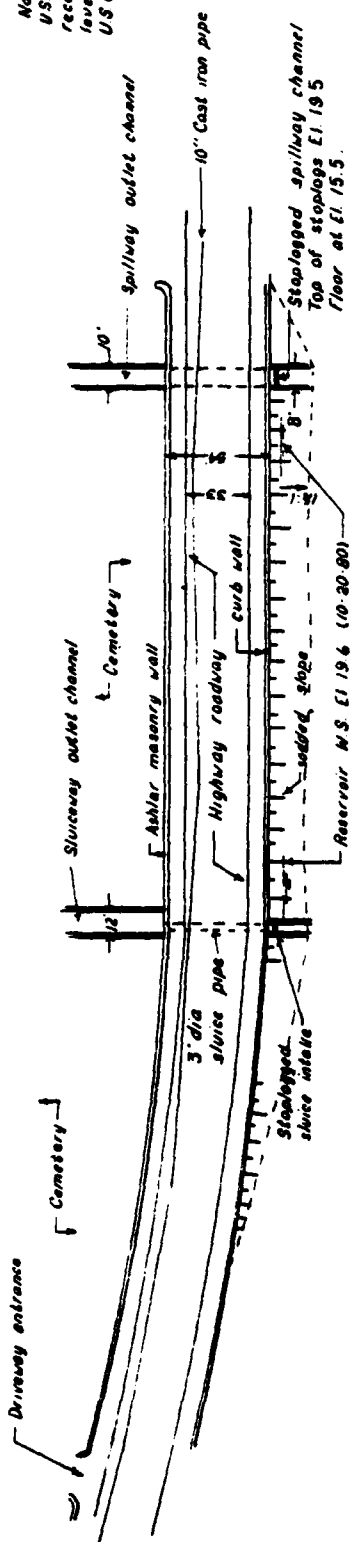 Driveway entrance
Cemetery
Sluiceway outlet channel
Cemetery
Spillway outlet channel
10" Cast iron pipe
12'
10'
Ashlar masonry wall
3' dia
sluice pipe
Highway roadway
curb wall
sodded slope
8'
Stoplogged
sluice intake
Reservoir W.S. El 19.6 (10-20-80)
Stoplogged spillway channel
Top of stoplogs El. 19.5
Floor at El. 15.5.